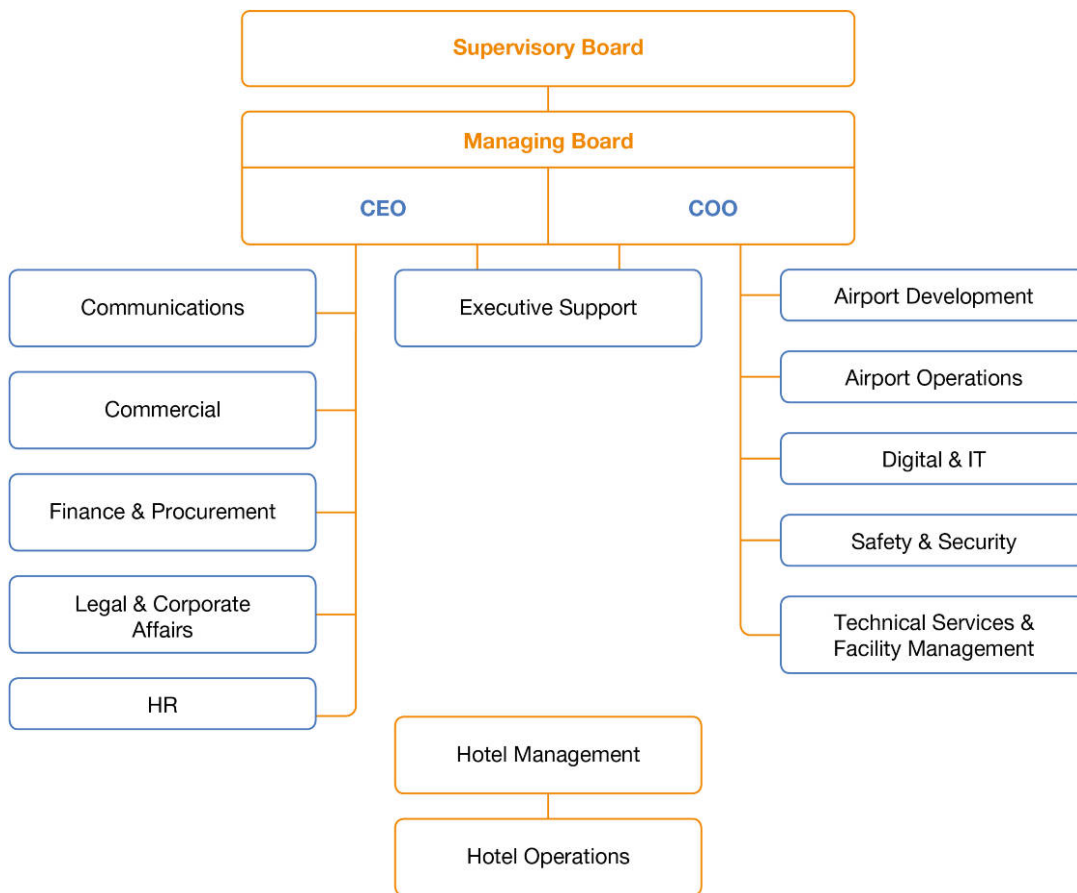 Supervisory Board
Managing Board
CEO
COO
Communications
Commercial
Finance & Procurement
Legal & Corporate
Affairs
HR
Executive Support
Airport Development
Airport Operations
Digital & IT
Safety & Security
Technical Services &
Facility Management
Hotel Management
Hotel Operations